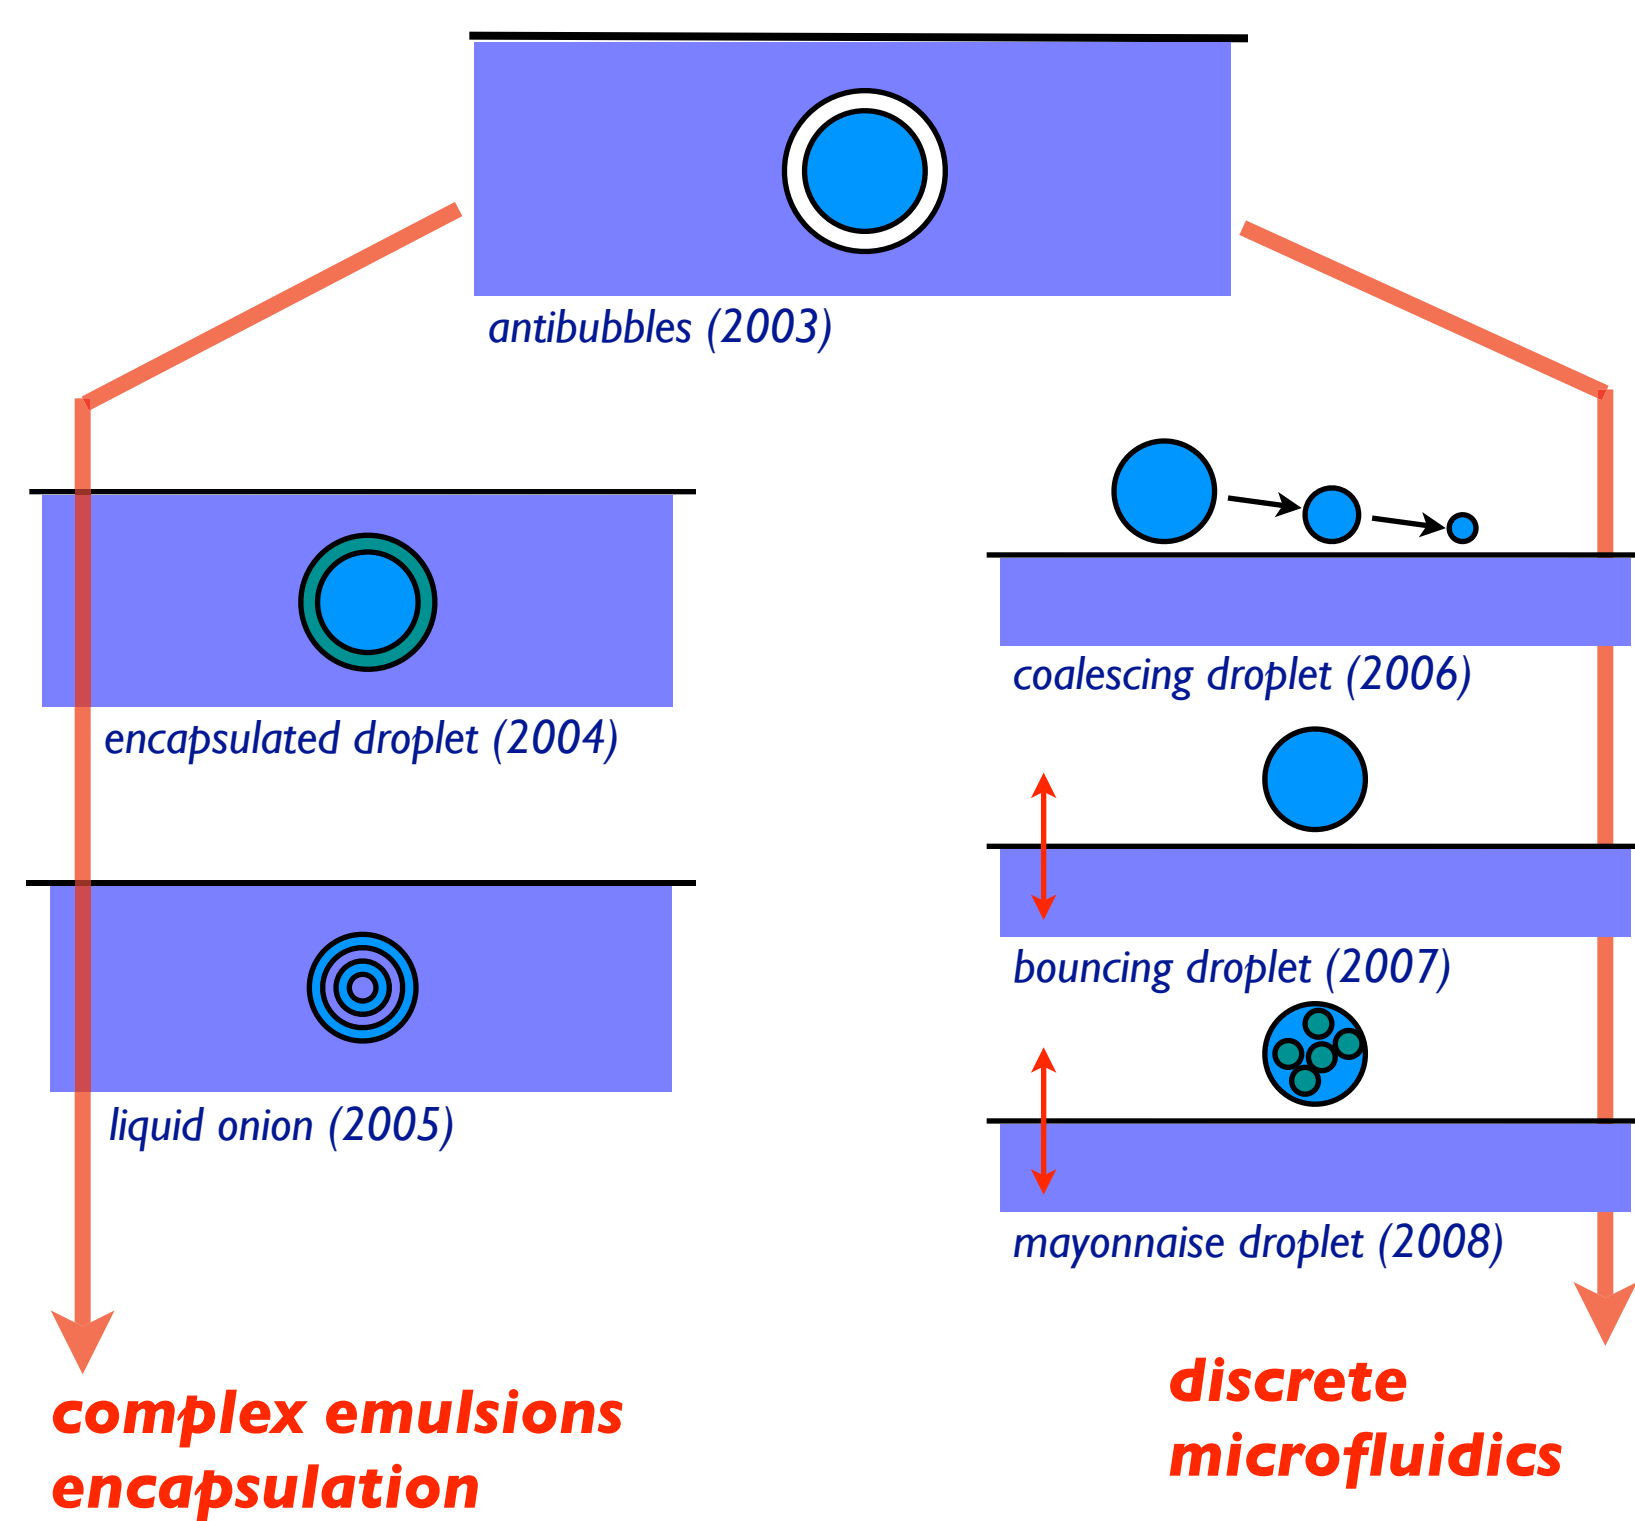 antibubbles (2003)
encapsulated droplet (2004)
liquid onion (2005)
complex emulsions
encapsulation
coalescing droplet (2006)
bouncing droplet (2007)
mayonnaise droplet (2008)
discrete
microfluidics